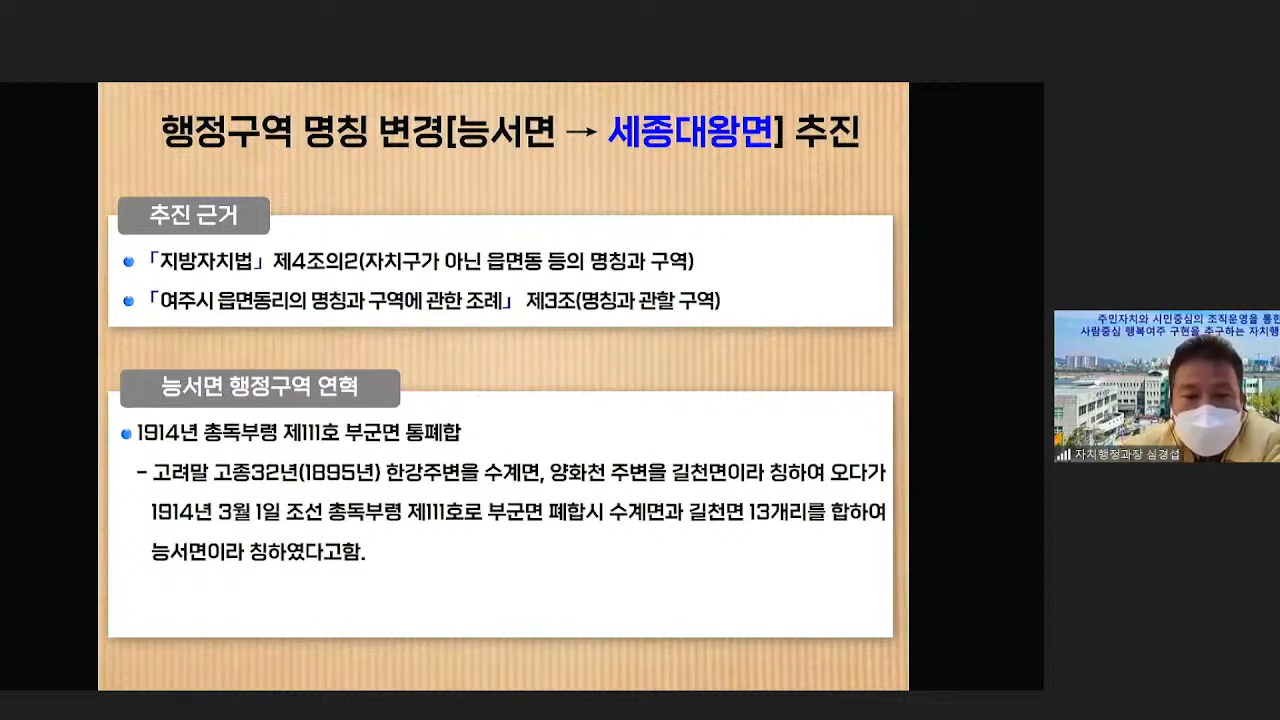 행정구역 명칭 변경[능서면 → 세종대왕면] 추진
추진 근거
「지방자치법」 제4조의2(자치구가 아닌 읍면동 등의 명칭과 구역)
「여주시 읍면동리의 명칭과 구역에 관한 조례」 제3조(명칭과 관할 구역)
능서면 행정구역 연혁
1914년 총독부령 제111호 부군면 통폐합
- 고려말 고종32년(1895년) 한강주변을 수계면, 양화천 주변을 길천면이라 칭하여 오다가
1914년 3월 1일 조선 총독부령 제111호로 부군면 폐합시 수계면과 길천면 13개리를 합하여
능서면이라 칭하였다고함.
주민자치와 시민중심의 조직운영을 통한
사람중심 행복여주 구현을 추구하는 자치행
자치행정과장 심경섭